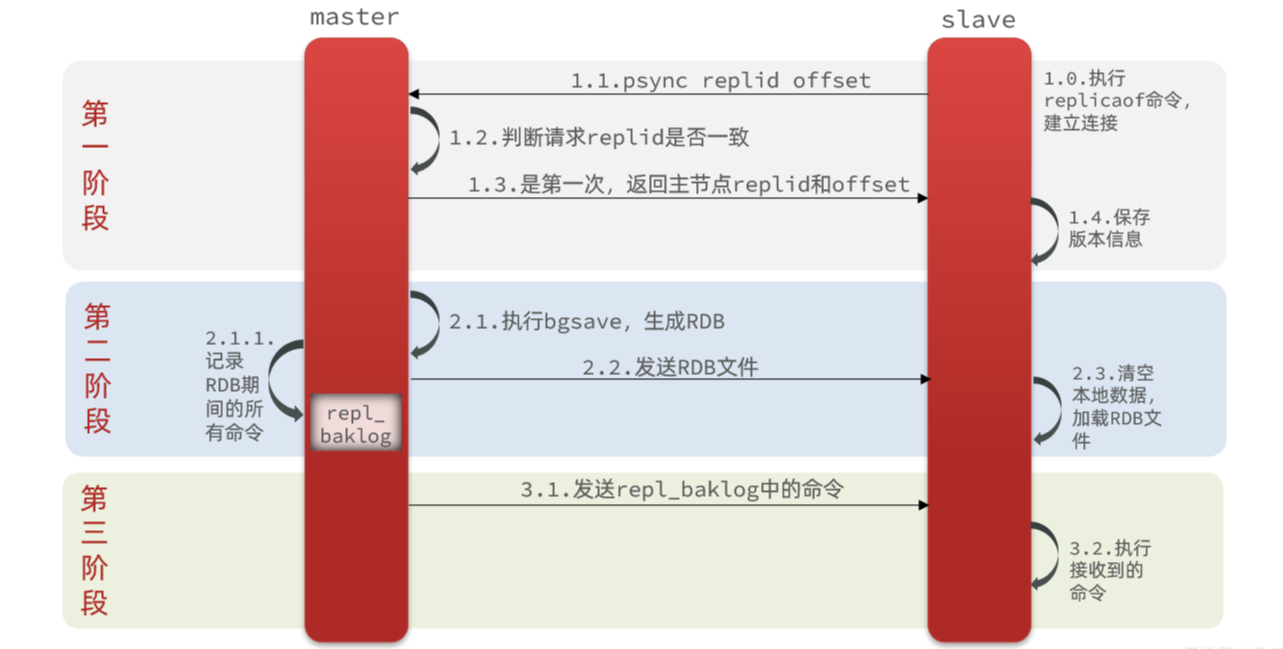 master
slave
第
一
阶
段
1.1.psync replid offset
1.0.执行
replicaof命令,
建立连接
1.2.判断请求replid是否一致
1.3.是第一次，返回主节点replid和offset
1.4.保存
版本信息
第
二
阶
段
2.1.执行bgsave，生成RDB
2.1.1.
记录
RDB期
间的所
有命令
repl_
baklog
2.2.发送RDB文件
2.3.清空
本地数据，
加载RDB文
件
第
三
阶
段
3.1.发送repl_baklog中的命令
3.2.执行
接收到的
命令